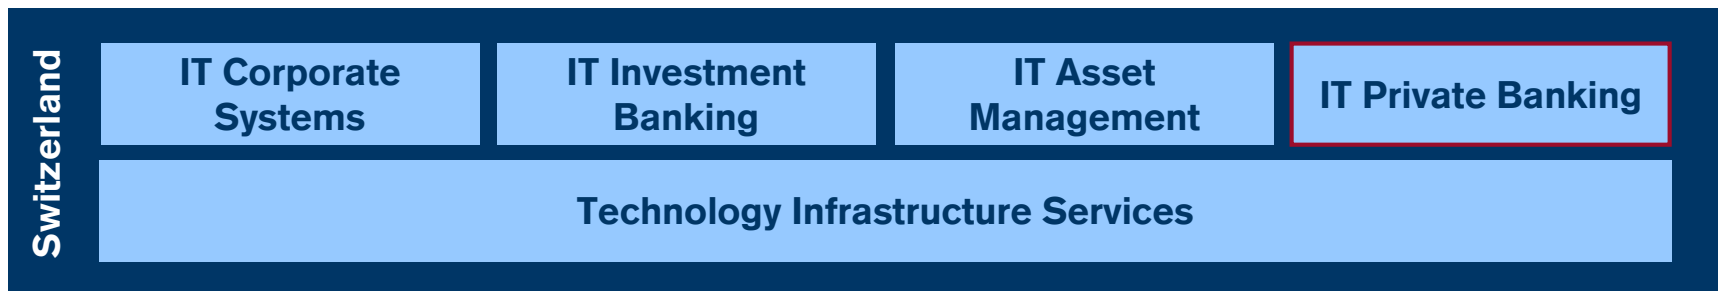 Switzerland
IT Corporate
Systems
IT Investment
Banking
IT Asset
Management
IT Private Banking
Technology Infrastructure Services